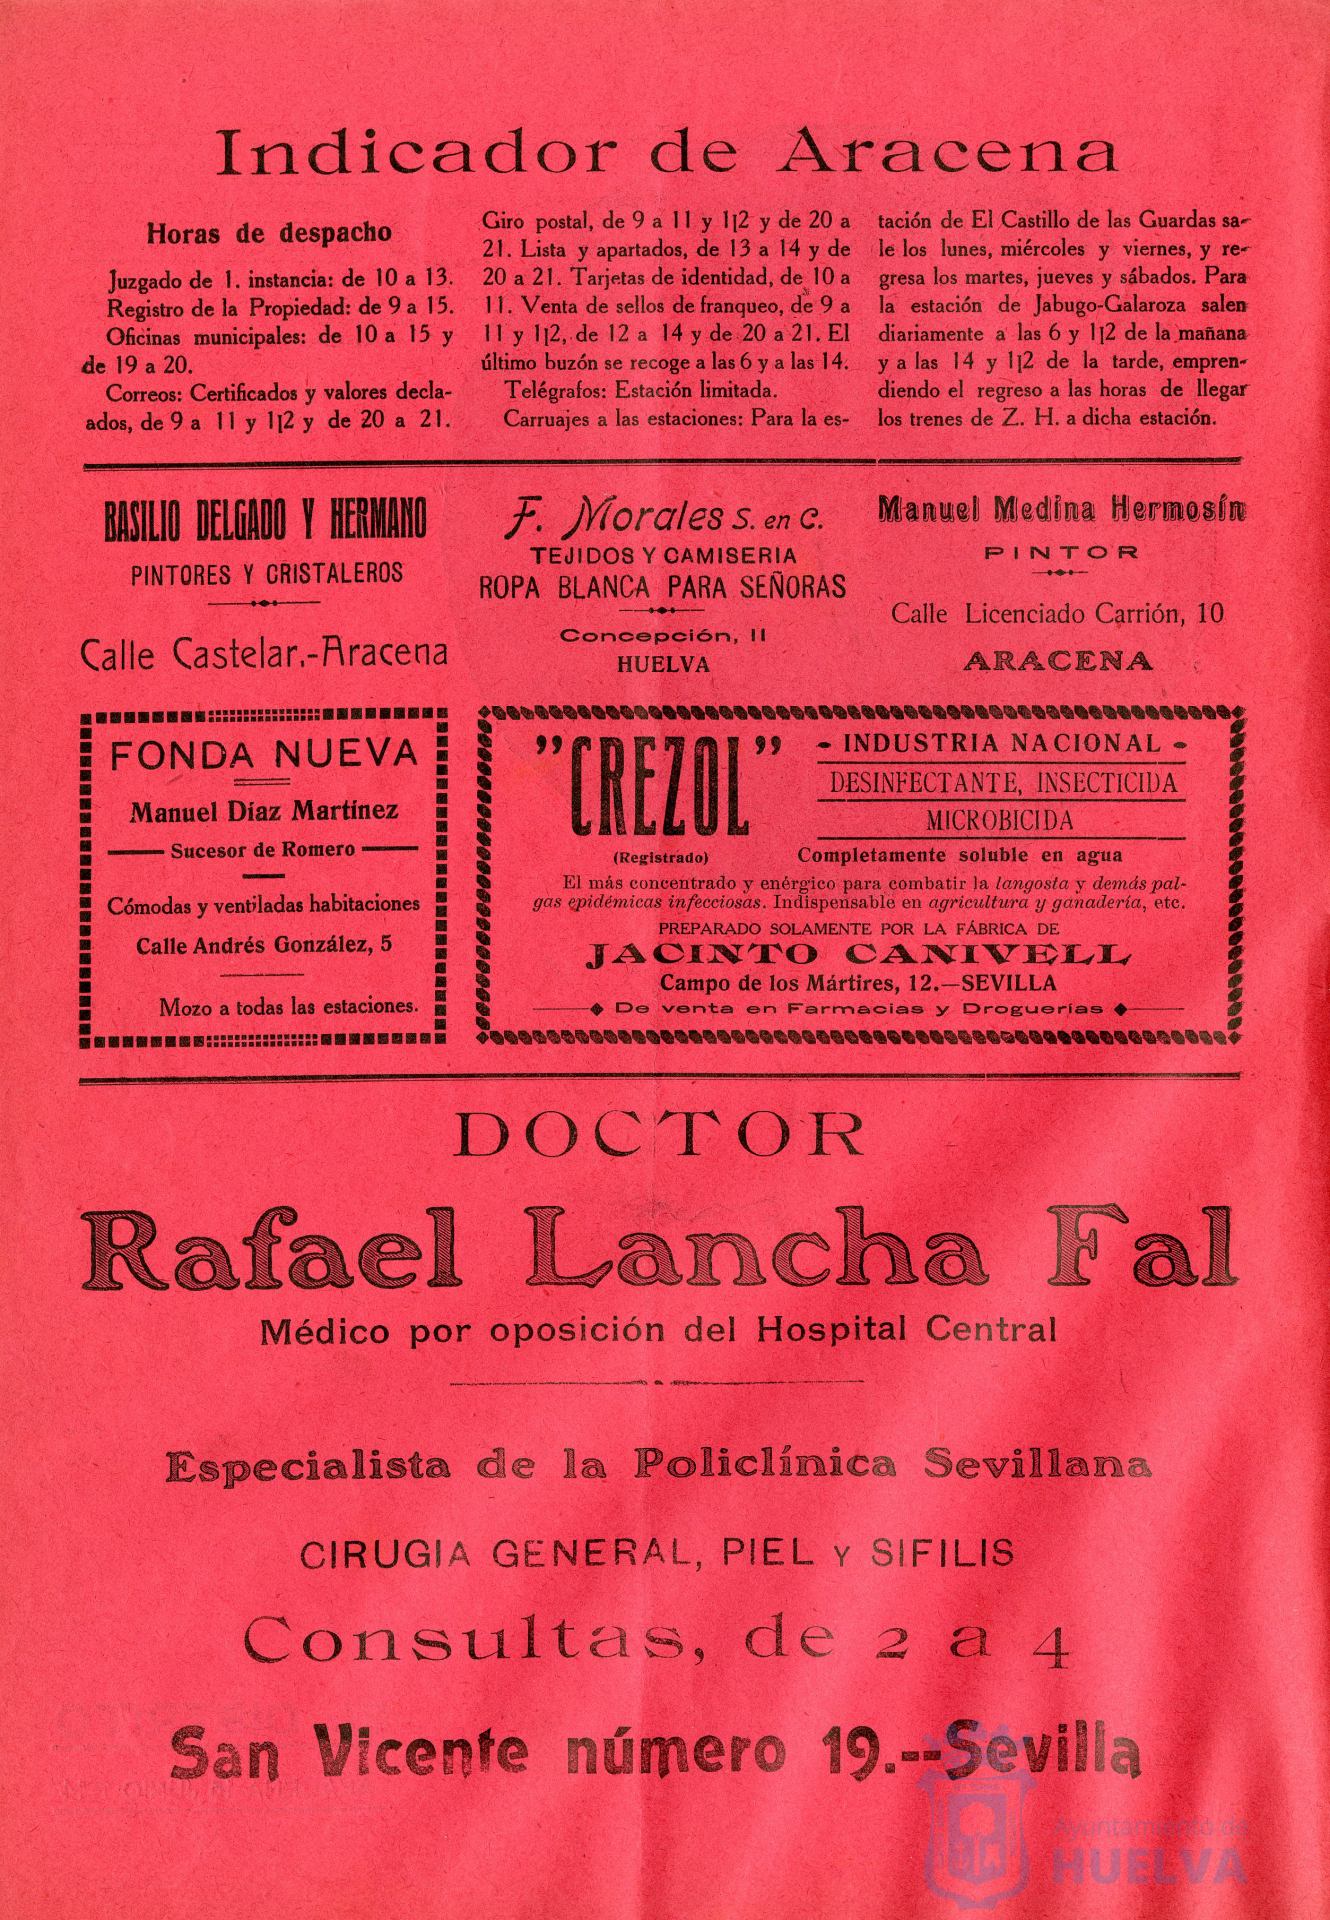 Indicador de Aracena
Horas de despacho
Juzgado de 1. instancia: de 10 a 13.
Registro de la Propiedad: de 9 a 15.
Oficinas municipales: de 10 a 15 y
de 19 a 20.
Correos: Certificados y valores decla-
ados, de 9 a 11 y 1|2 y de 20 a 21.
Giro postal, de 9 a 11 y 1|2 y de 20 a
21. Lista y apartados, de 13 a 14 y de
20 a 21. Tarjetas de identidad, de 10 a
11. Venta de sellos de franqueo, de 9 a
11 y 1|2, de 12 a 14 y de 20 a 21. El
último buzón se recoge a las 6 y a las 14.
Telégrafos: Estación limitada.
Carruajes a las estaciones: Para la es-
tación de El Castillo de las Guardas sa-
le los lunes, miércoles y viernes, y re-
gresa los martes, jueves y sábados. Para
la estación de Jabugo-Galaroza salen
diariamente a las 6 y 1|2 de la mañana
y a las 14 y 1|2 de la tarde, empren-
diendo el regreso a las horas de llegar
los trenes de Z. H. a dicha estación.
BASILIO DELGADO Y HERMANO
PINTORES Y CRISTALEROS
Calle Castelar.-Aracena
F. Morales S. en C.
TEJIDOS Y CAMISERIA
ROPA BLANCA PARA SEÑORAS
Concepción, 11
HUELVA
Manuel Medina Hermosín
PINTOR
Calle Licenciado Carrión, 10
ARACENA
FONDA NUEVA
Manuel Díaz Martínez
Sucesor de Romero
Cómodas y ventiladas habitaciones
Calle Andrés González, 5
Mozo a todas las estaciones.
"CREZOL"
(Registrado)
- INDUSTRIA NACIONAL -
DESINFECTANTE, INSECTICIDA
MICROBICIDA
Completamente soluble en agua
El más concentrado y enérgico para combatir la langosta y demás pal-
gas epidémicas infecciosas. Indispensable en agricultura y ganadería, etc.
PREPARADO SOLAMENTE POR LA FÁBRICA DE
JACINTO CANIVELL
Campo de los Mártires, 12.—SEVILLA
De venta en Farmacias y Droguerías
DOCTOR
Rafael Lancha Fal
Médico por oposición del Hospital Central
Especialista de la Policlínica Sevillana
CIRUGIA GENERAL, PIEL Y SIFILIS
Consultas, de 2 a 4
San Vicente número 19.--Sevilla
Ayuntamiento de
HUELVA